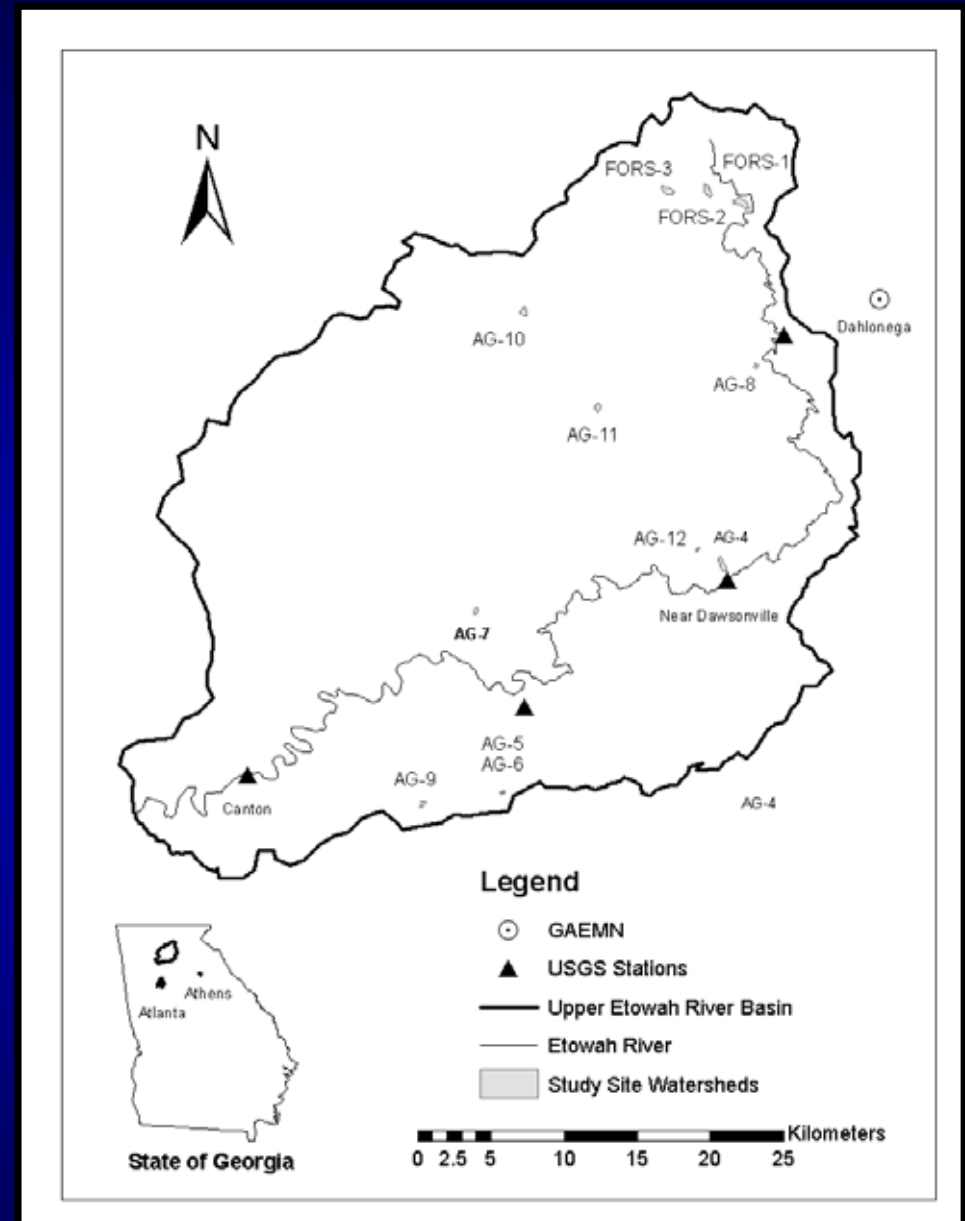 N
FORS-3
FORS-1
FORS-2
Dahlonega
AG-10
AG-8
AG-11
AG-12
AG-4
Near Dawsonville
AG-7
AG-5
AG-6
AG-9
Canton
AG-4
Legend
GAEMN
USGS Stations
Upper Etowah River Basin
Etowah River
Study Site Watersheds
Athens
Atlanta
State of Georgia
Kilometers
0 2.5 5 10 15 20 25